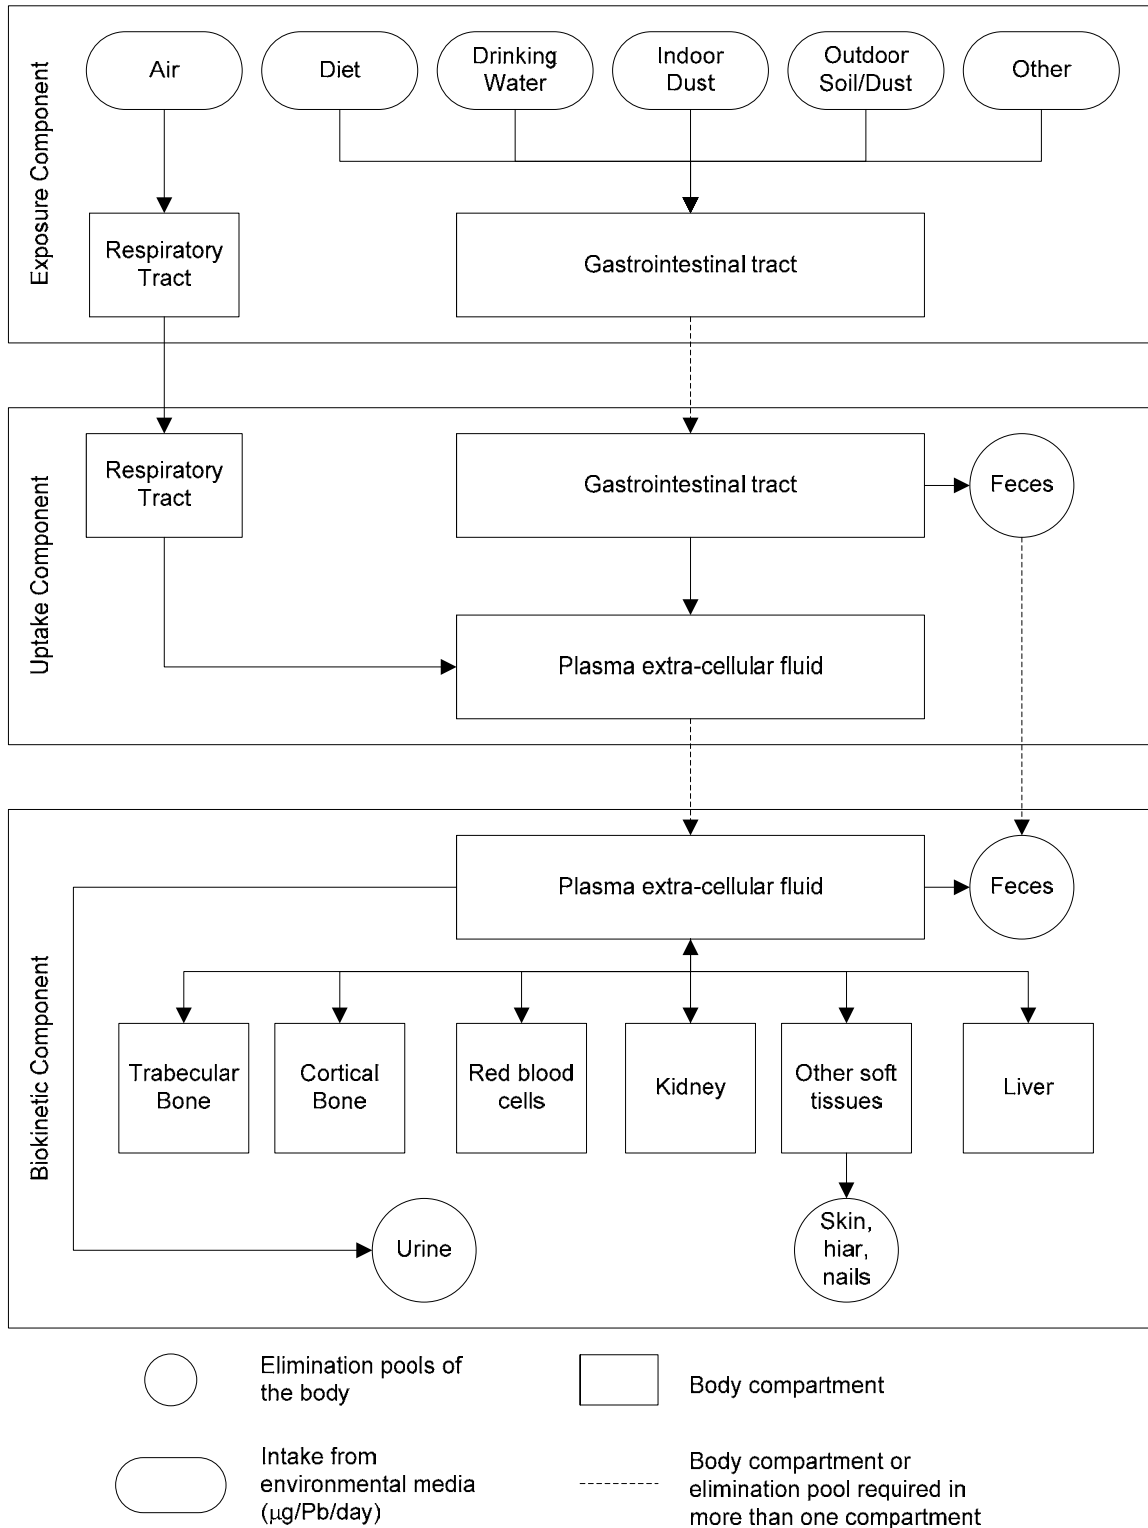 Exposure Component
Air
Diet
Drinking
Water
Indoor
Dust
Outdoor
Soil/Dust
Other
Respiratory
Tract
Gastrointestinal tract
Uptake Component
Respiratory
Tract
Gastrointestinal tract
Feces
Plasma extra-cellular fluid
Biokinetic Component
Plasma extra-cellular fluid
Feces
Trabecular
Bone
Cortical
Bone
Red blood
cells
Kidney
Other soft
tissues
Liver
Urine
Skin,
hiar,
nails
Elimination pools of
the body
Body compartment
Intake from
environmental media
(μg/Pb/day)
Body compartment or
elimination pool required in
more than one compartment